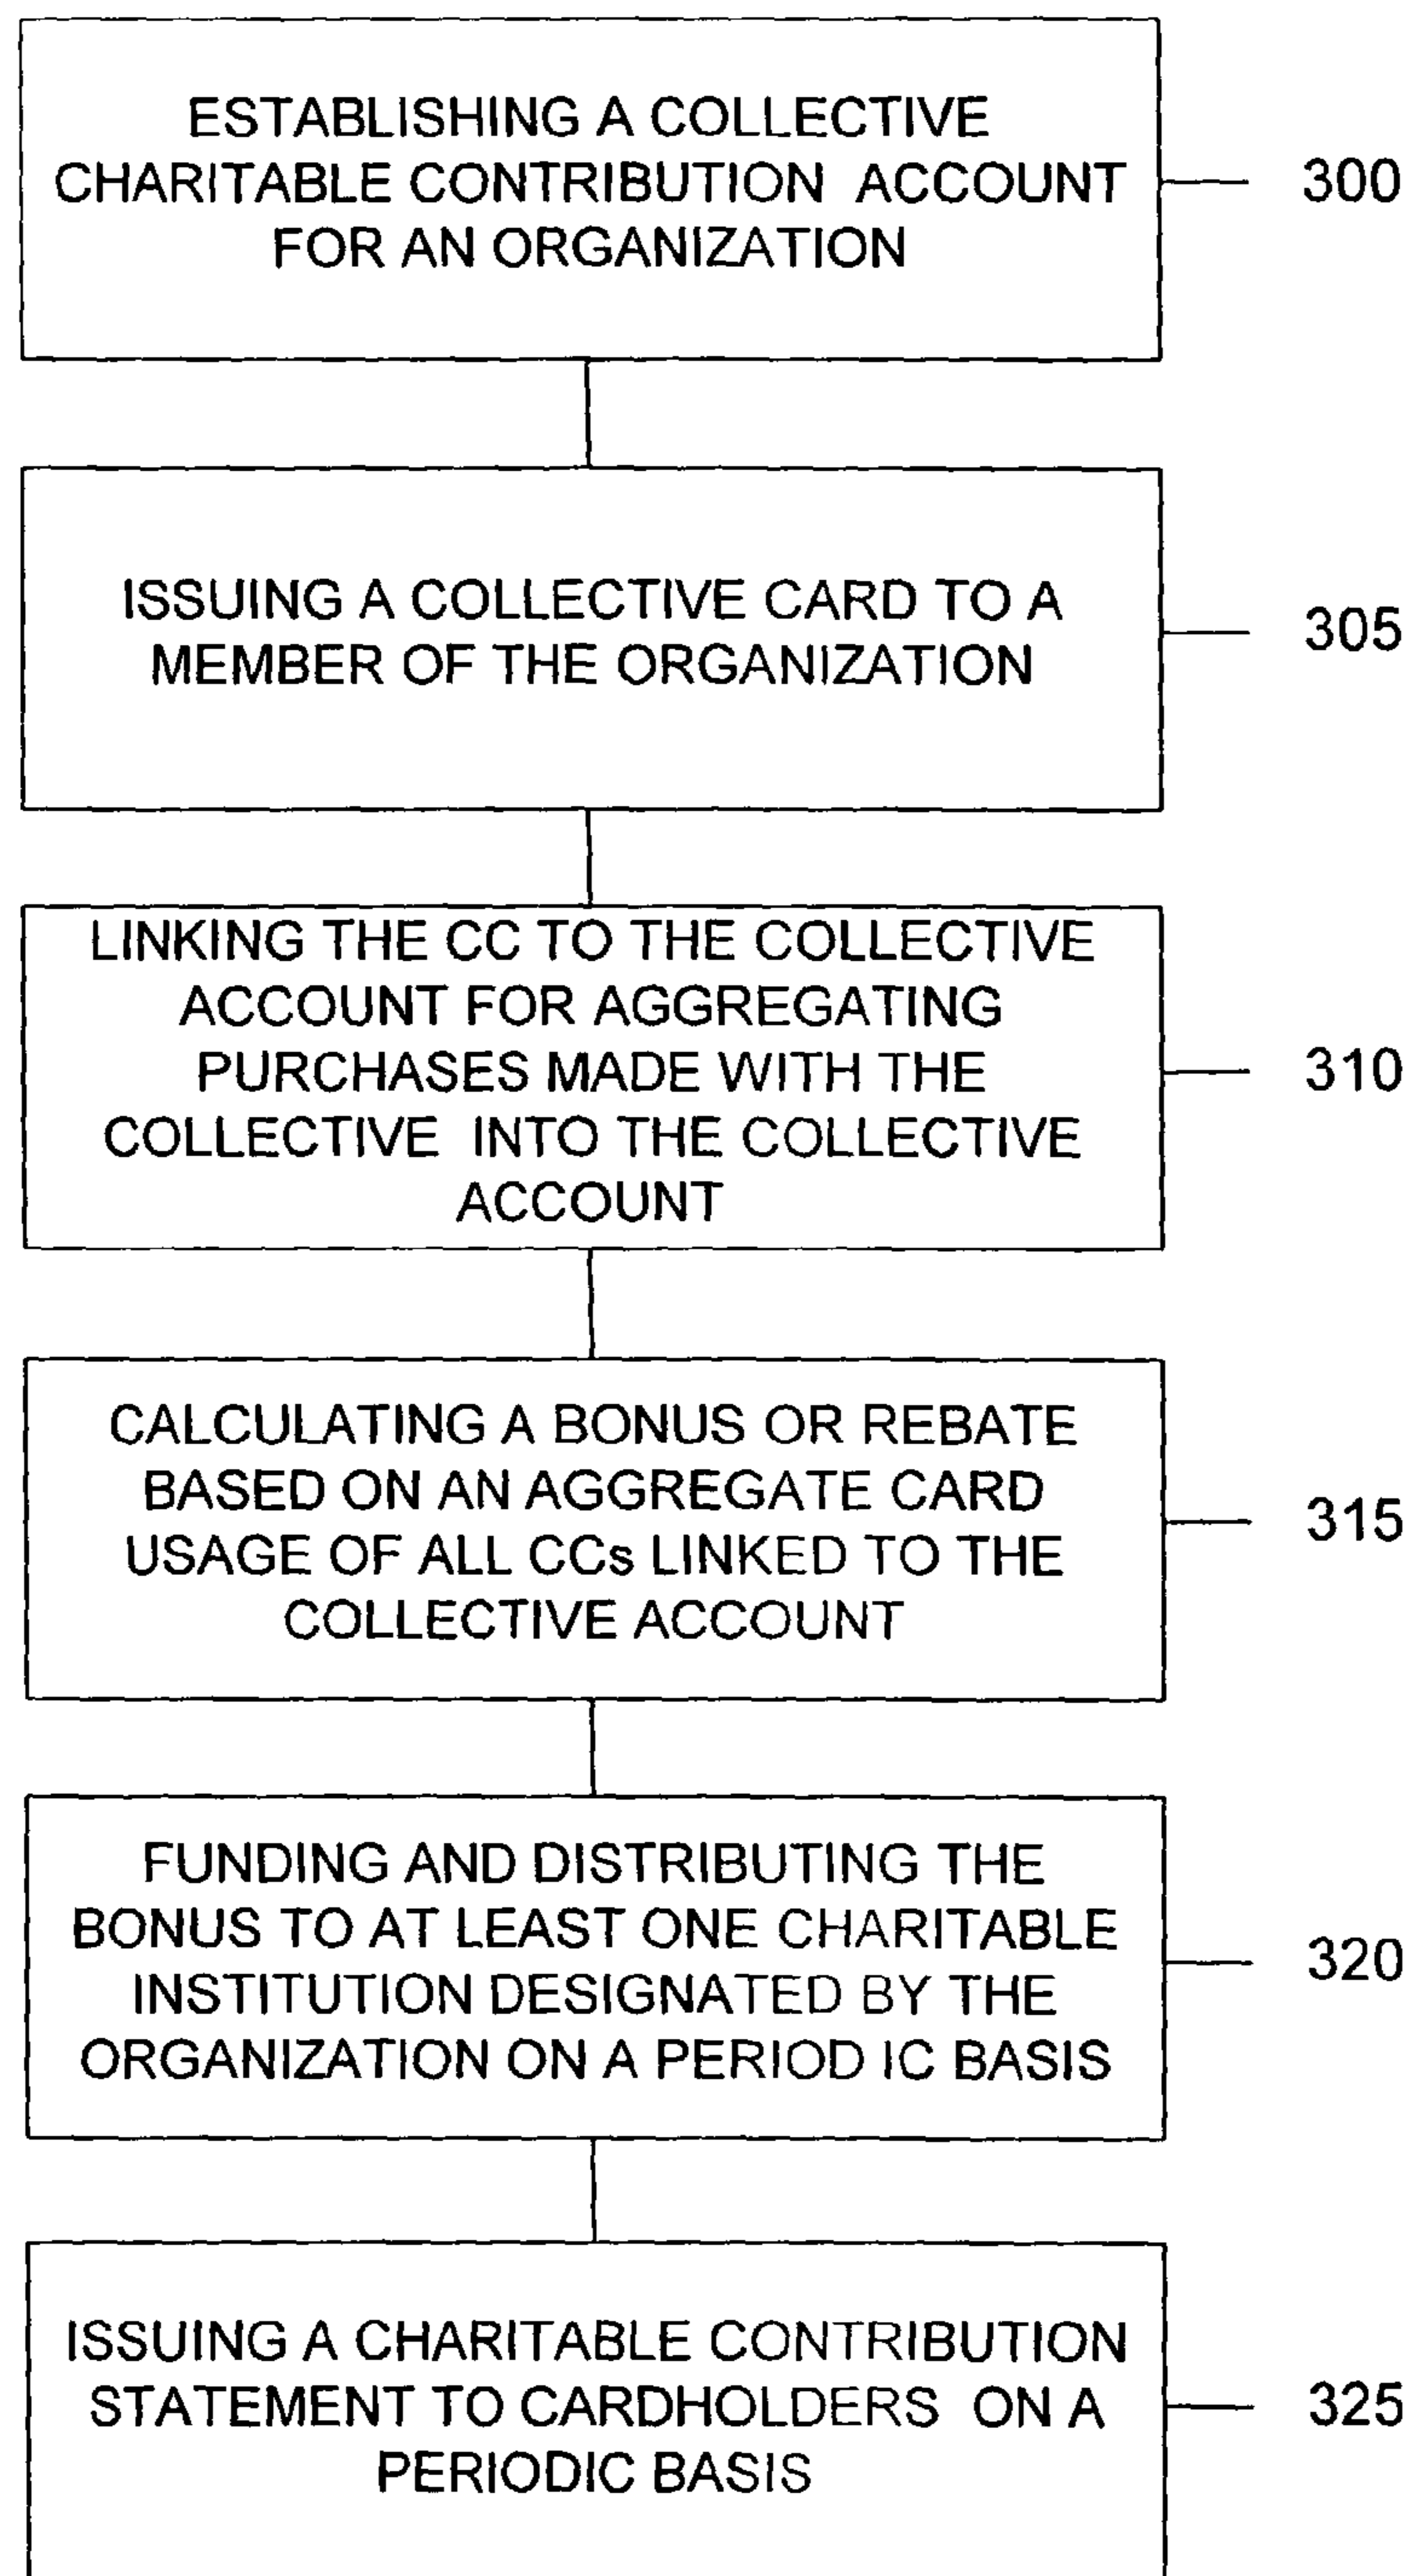 ESTABLISHING A COLLECTIVE
CHARITABLE CONTRIBUTION ACCOUNT
FOR AN ORGANIZATION
300
ISSUING A COLLECTIVE CARD TO A
MEMBER OF THE ORGANIZATION
305
LINKING THE CC TO THE COLLECTIVE
ACCOUNT FOR AGGREGATING
PURCHASES MADE WITH THE
COLLECTIVE INTO THE COLLECTIVE
ACCOUNT
310
CALCULATING A BONUS OR REBATE
BASED ON AN AGGREGATE CARD
USAGE OF ALL CCs LINKED TO THE
COLLECTIVE ACCOUNT
315
FUNDING AND DISTRIBUTING THE
BONUS TO AT LEAST ONE CHARITABLE
INSTITUTION DESIGNATED BY THE
ORGANIZATION ON A PERIOD IC BASIS
320
ISSUING A CHARITABLE CONTRIBUTION
STATEMENT TO CARDHOLDERS ON A
PERIODIC BASIS
325